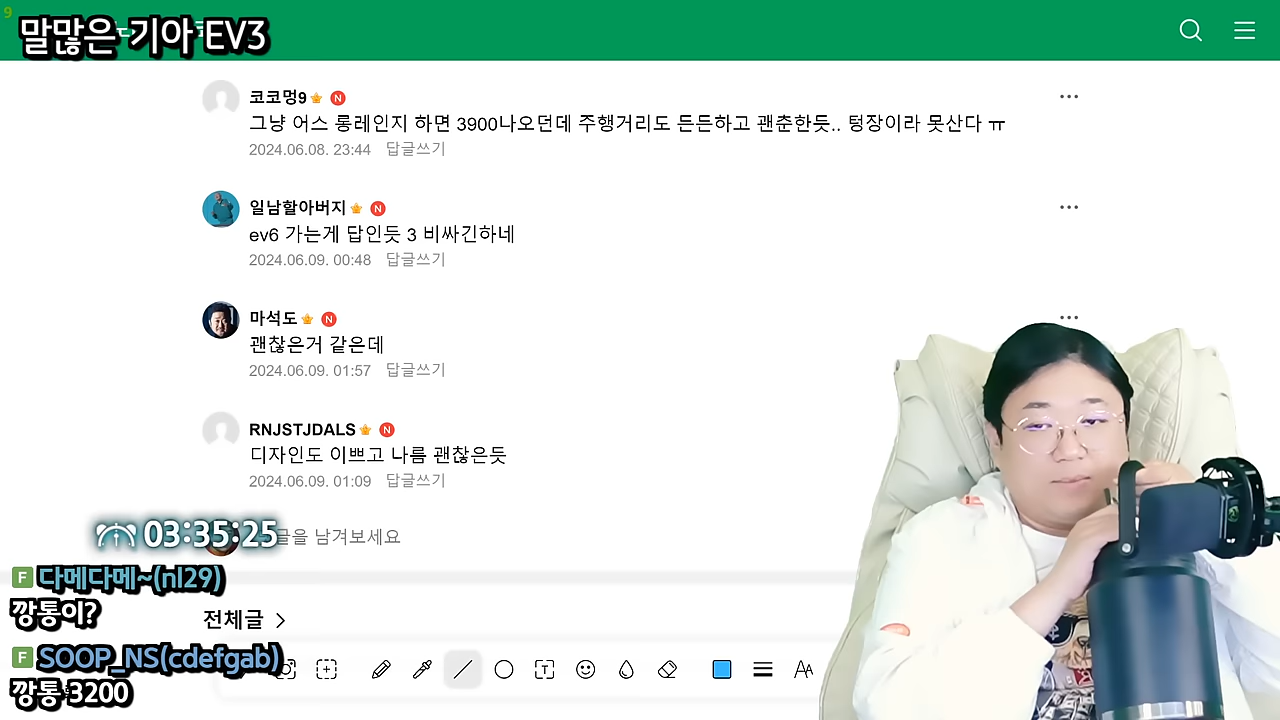 9
말많은 기아 EV3
코코멍9
N
그냥 어스 롱레인지 하면 3900나오던데 주행거리도 든든하고 괜춘한듯.. 텅장이라 못산다 ㅠ
2024.06.08. 23:44 답글쓰기
일남할아버지
N
ev6 가는게 답인듯 3 비싸긴하네
2024.06.09. 00:48 답글쓰기
마석도
N
괜찮은거 같은데
2024.06.09. 01:57 답글쓰기
RNJSTJDALS
N
디자인도 이쁘고 나름 괜찮은듯
2024.06.09. 01:09 답글쓰기
03:35:25
글을 남겨보세요
F 다메다메~(nl29)
깡통이?
전체글 >
F SOOP_NS(cdefgab)
깡통 3200
T
AA